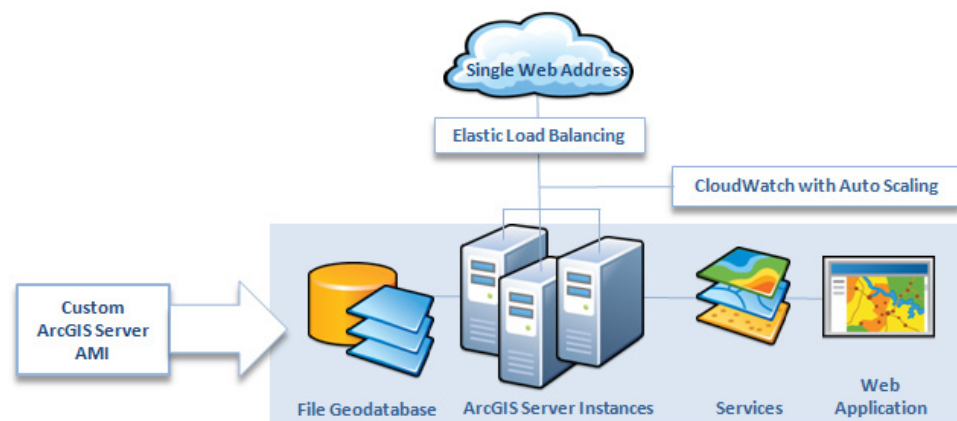 Single Web Address
Elastic Load Balancing
CloudWatch with Auto Scaling
Custom
ArcGIS Server
AMI
File Geodatabase
ArcGIS Server Instances
Services
Web
Application